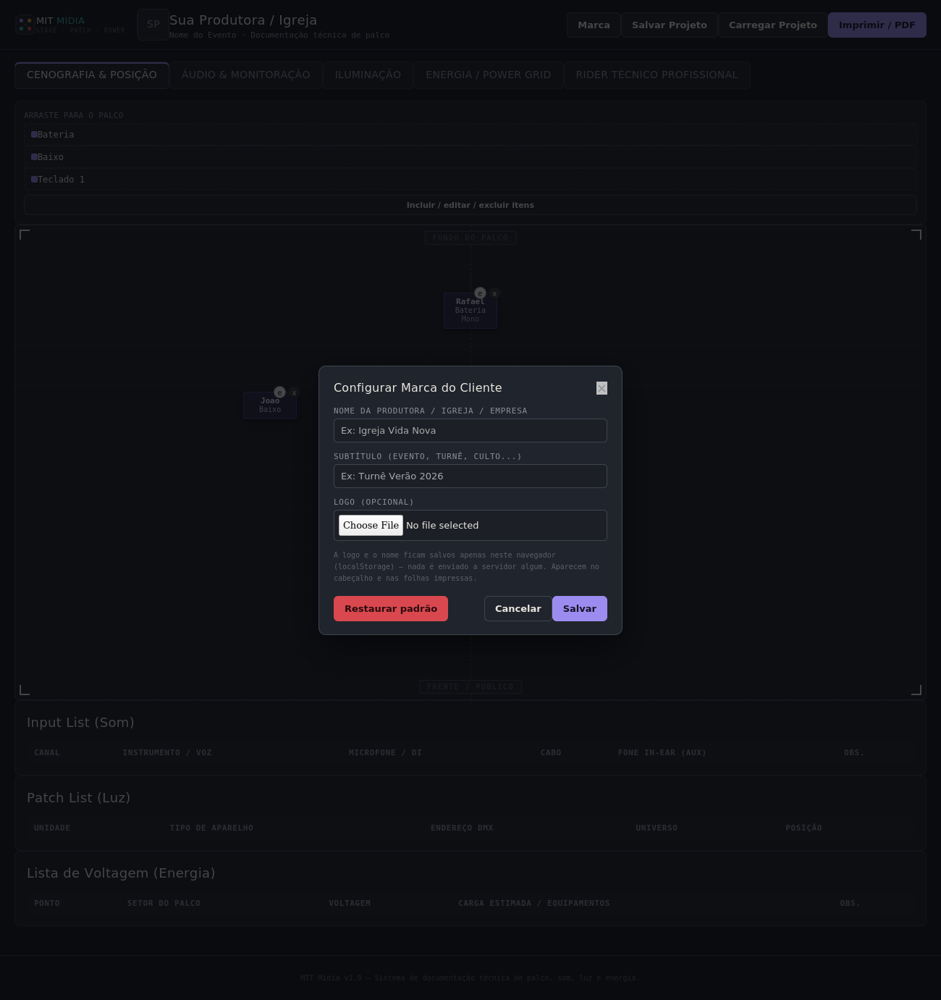 MIT MÍDIA
STAGE · PATCH · POWER
SP
Sua Produtora / Igreja
Nome do Evento · Documentação técnica de palco
Marca
Salvar Projeto
Carregar Projeto
Imprimir / PDF
CENOGRAFIA & POSIÇÃO
ÁUDIO & MONITORAÇÃO
ILUMINAÇÃO
ENERGIA / POWER GRID
RIDER TÉCNICO PROFISSIONAL
ARRASTE PARA O PALCO
Bateria
Baixo
Teclado 1
Incluir / editar / excluir itens
FUNDO DO PALCO
e x
Rafael
Bateria
Mono
e x
Joao
Baixo
Configurar Marca do Cliente
NOME DA PRODUTORA / IGREJA / EMPRESA
Ex: Igreja Vida Nova
SUBTÍTULO (EVENTO, TURNÊ, CULTO...)
Ex: Turnê Verão 2026
LOGO (OPCIONAL)
Choose File No file selected
A logo e o nome ficam salvos apenas neste navegador
(localStorage) — nada é enviado a servidor algum. Aparecem no
cabeçalho e nas folhas impressas.
Restaurar padrão
Cancelar
Salvar
FRENTE / PÚBLICO
Input List (Som)
CANAL INSTRUMENTO / VOZ MICROFONE / DI CABO FONE IN-EAR (AUX) OBS.
Patch List (Luz)
UNIDADE TIPO DE APARELHO ENDEREÇO DMX UNIVERSO POSIÇÃO
Lista de Voltagem (Energia)
PONTO SETOR DO PALCO VOLTAGEM CARGA ESTIMADA / EQUIPAMENTOS OBS.
MIT Mídia v1.0 — Sistema de documentação técnica de palco, som, luz e energia.